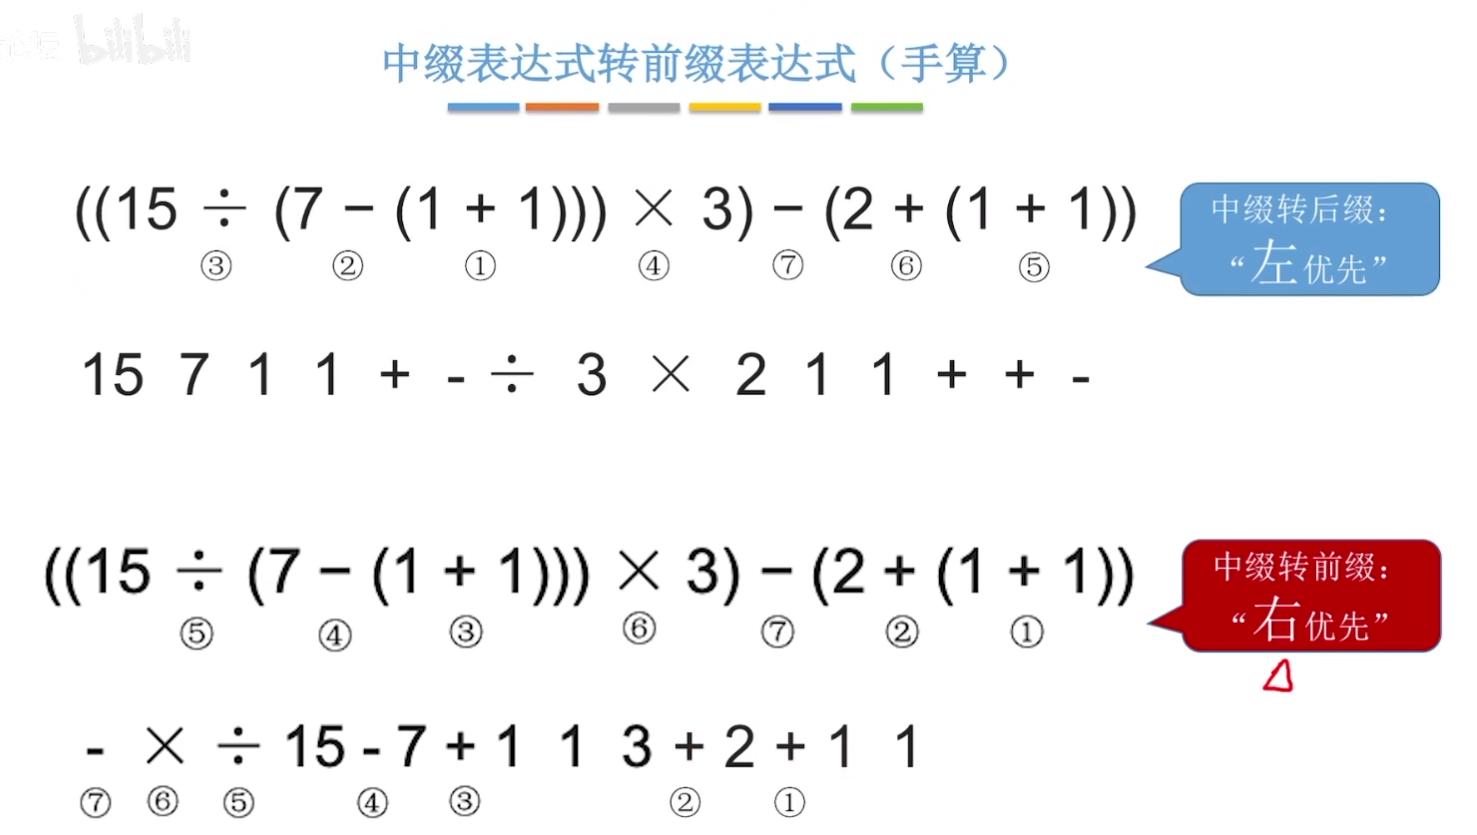 bilibili
中缀表达式转前缀表达式（手算）
((15 ÷ (7 − (1 + 1))) × 3) − (2 + (1 + 1))
③ ② ① ④ ⑦ ⑥ ⑤
中缀转后缀：
“左优先”
15 7 1 1 + - ÷ 3 × 2 1 1 + + -
((15 ÷ (7 − (1 + 1))) × 3) − (2 + (1 + 1))
⑤ ④ ③ ⑥ ⑦ ② ①
中缀转前缀：
“右优先”
- × ÷ 15 - 7 + 1 1 3 + 2 + 1 1
⑦ ⑥ ⑤ ④ ③ ② ①